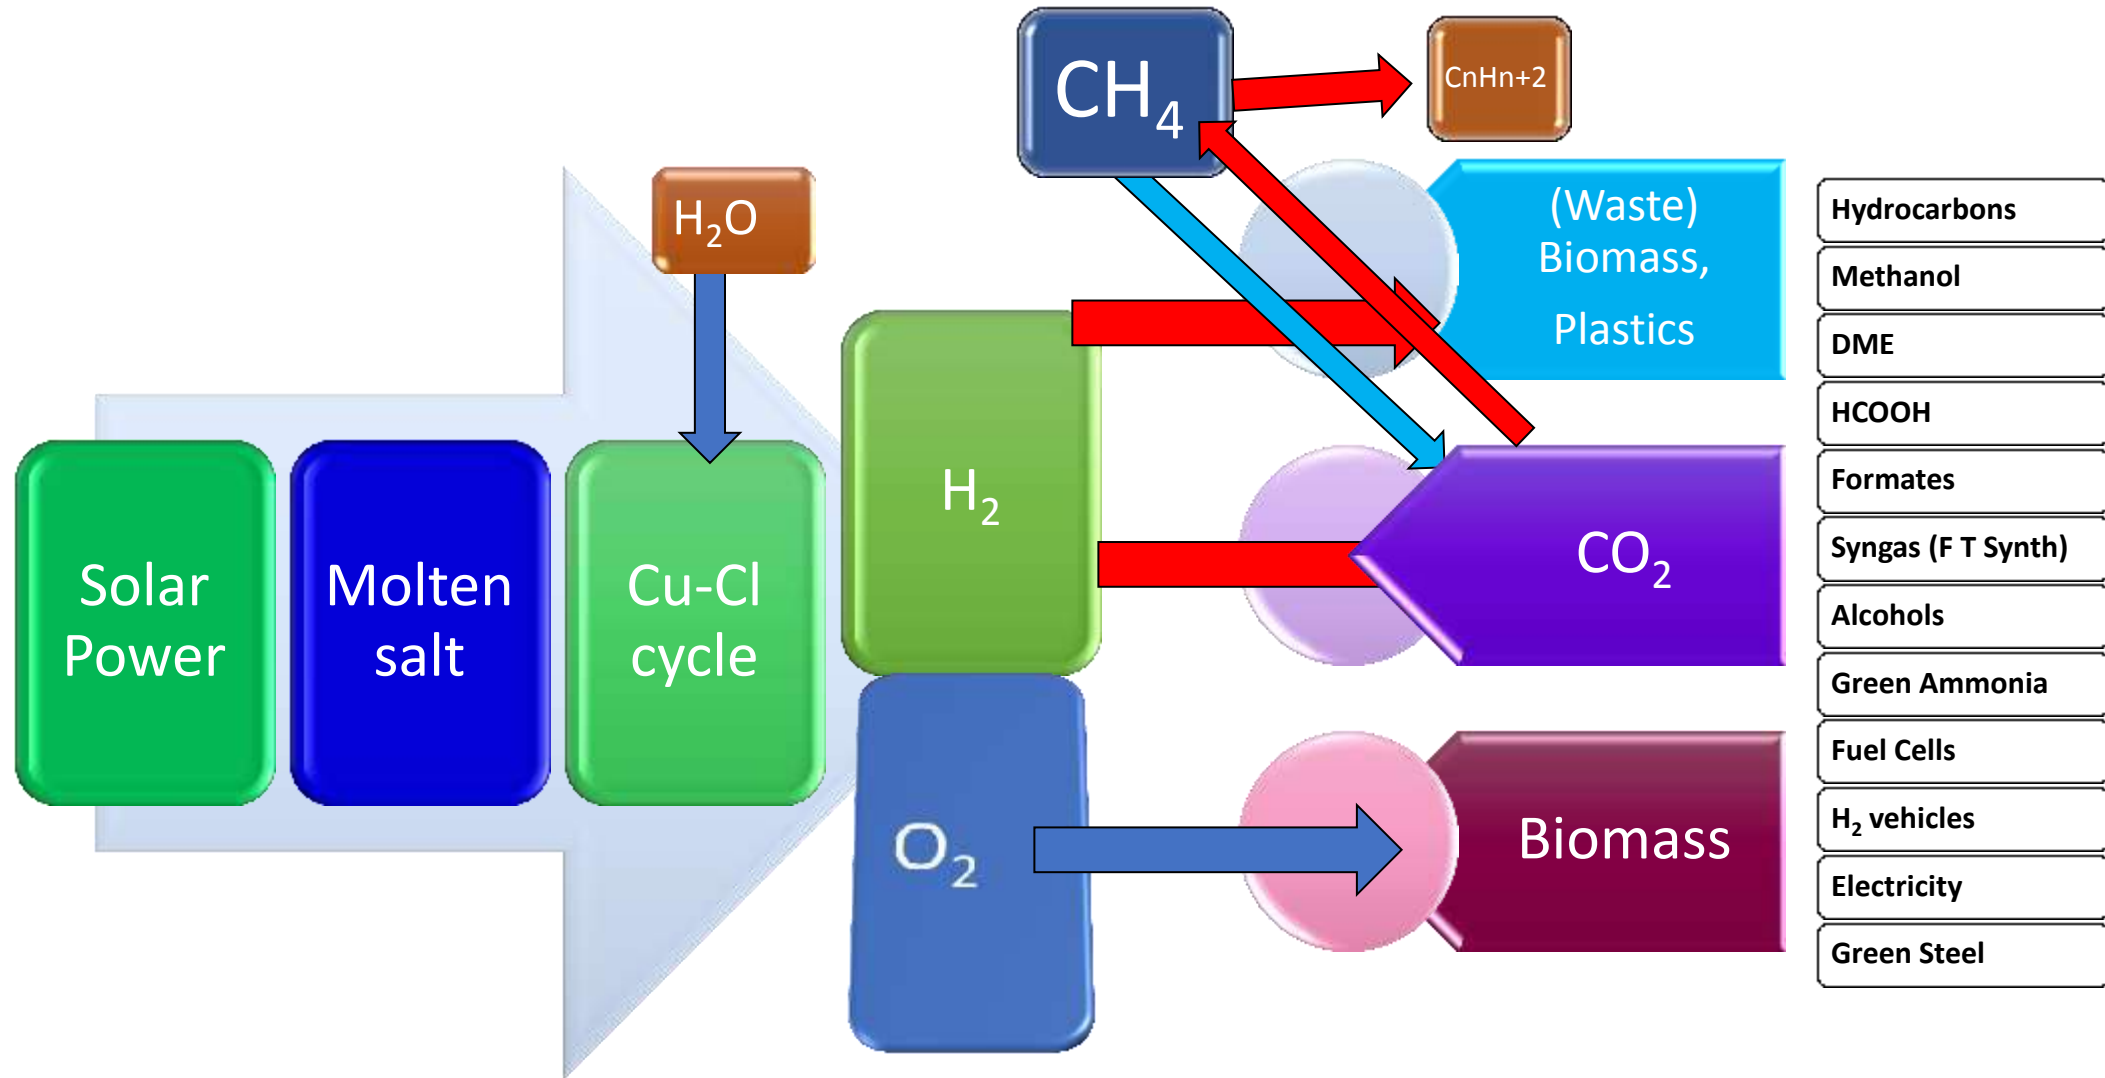 CH₄
CnHn+2
H₂O
(Waste)
Biomass,
Plastics
H₂
Solar
Power
Molten
salt
Cu-Cl
cycle
CO₂
O₂
Biomass
Hydrocarbons
Methanol
DME
HCOOH
Formates
Syngas (F T Synth)
Alcohols
Green Ammonia
Fuel Cells
H₂ vehicles
Electricity
Green Steel